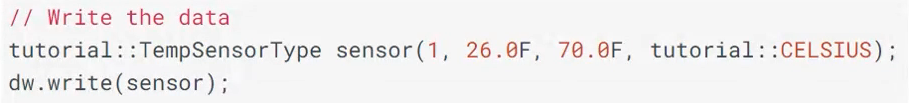 // Write the data
tutorial::TempSensorType sensor(1, 26.0F, 70.0F, tutorial::CELSIUS);
dw.write(sensor);